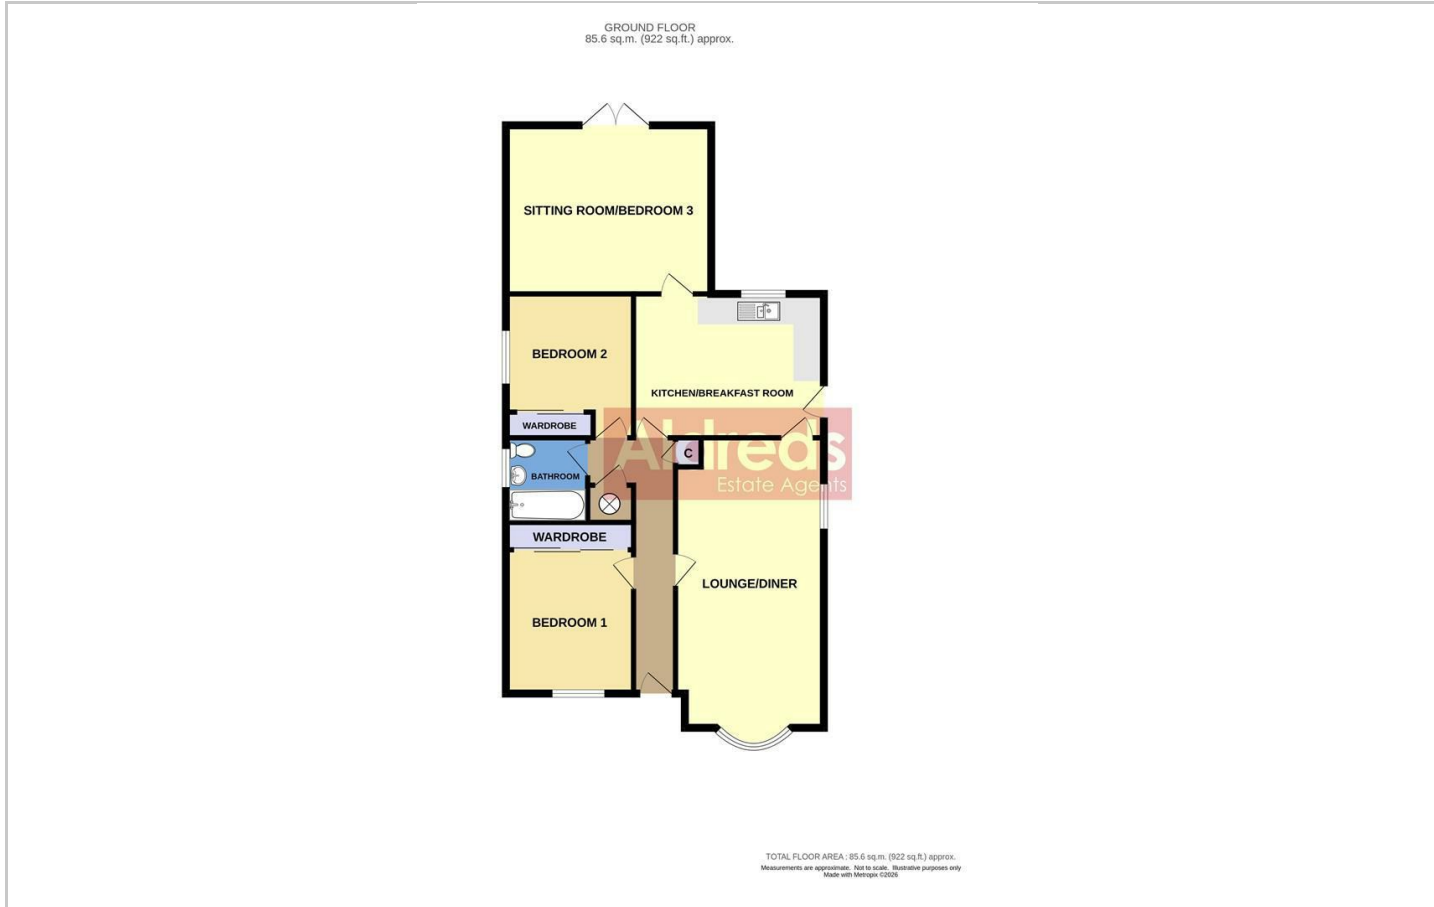 GROUND FLOOR
85.6 sq.m. (922 sq.ft.) approx.
SITTING ROOM/BEDROOM 3
BEDROOM 2
KITCHEN/BREAKFAST ROOM
WARDROBE
Aldreds
Estate Agents
C
BATHROOM
WARDROBE
LOUNGE/DINER
BEDROOM 1
TOTAL FLOOR AREA : 85.6 sq.m. (922 sq.ft.) approx.
Measurements are approximate. Not to scale. Illustrative purposes only
Made with Metropix ©2026